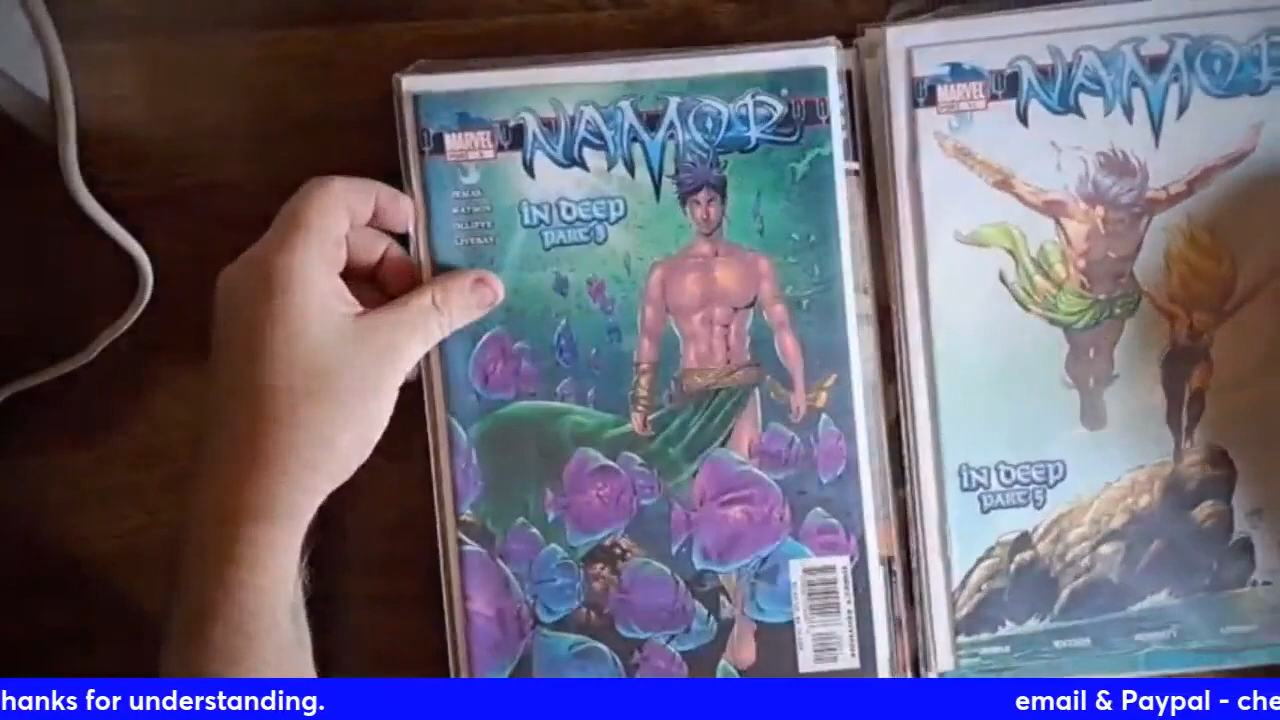 NAMOR
MARVEL
IN DEEP
PART 3
NAMOR
MARVEL
IN DEEP
PART 5
hanks for understanding.
email & Paypal - che